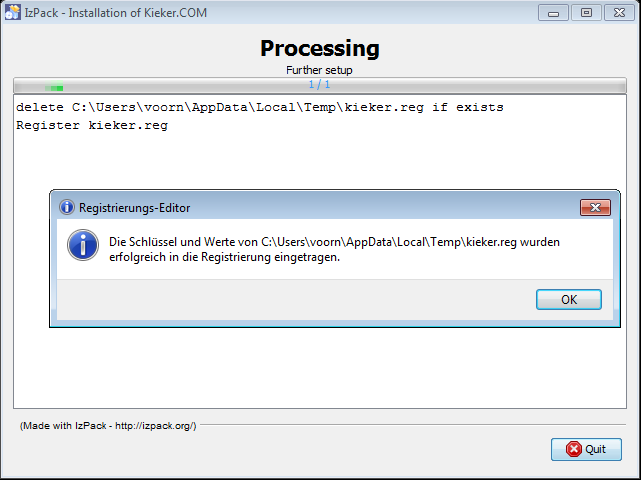 IzPack - Installation of Kieker.COM
Processing
Further setup
1 / 1
delete C:\Users\voorn\AppData\Local\Temp\kieker.reg if exists
Register kieker.reg
Registrierungs-Editor
Die Schlüssel und Werte von C:\Users\voorn\AppData\Local\Temp\kieker.reg wurden
erfolgreich in die Registrierung eingetragen.
OK
(Made with IzPack - http://izpack.org/)
Quit